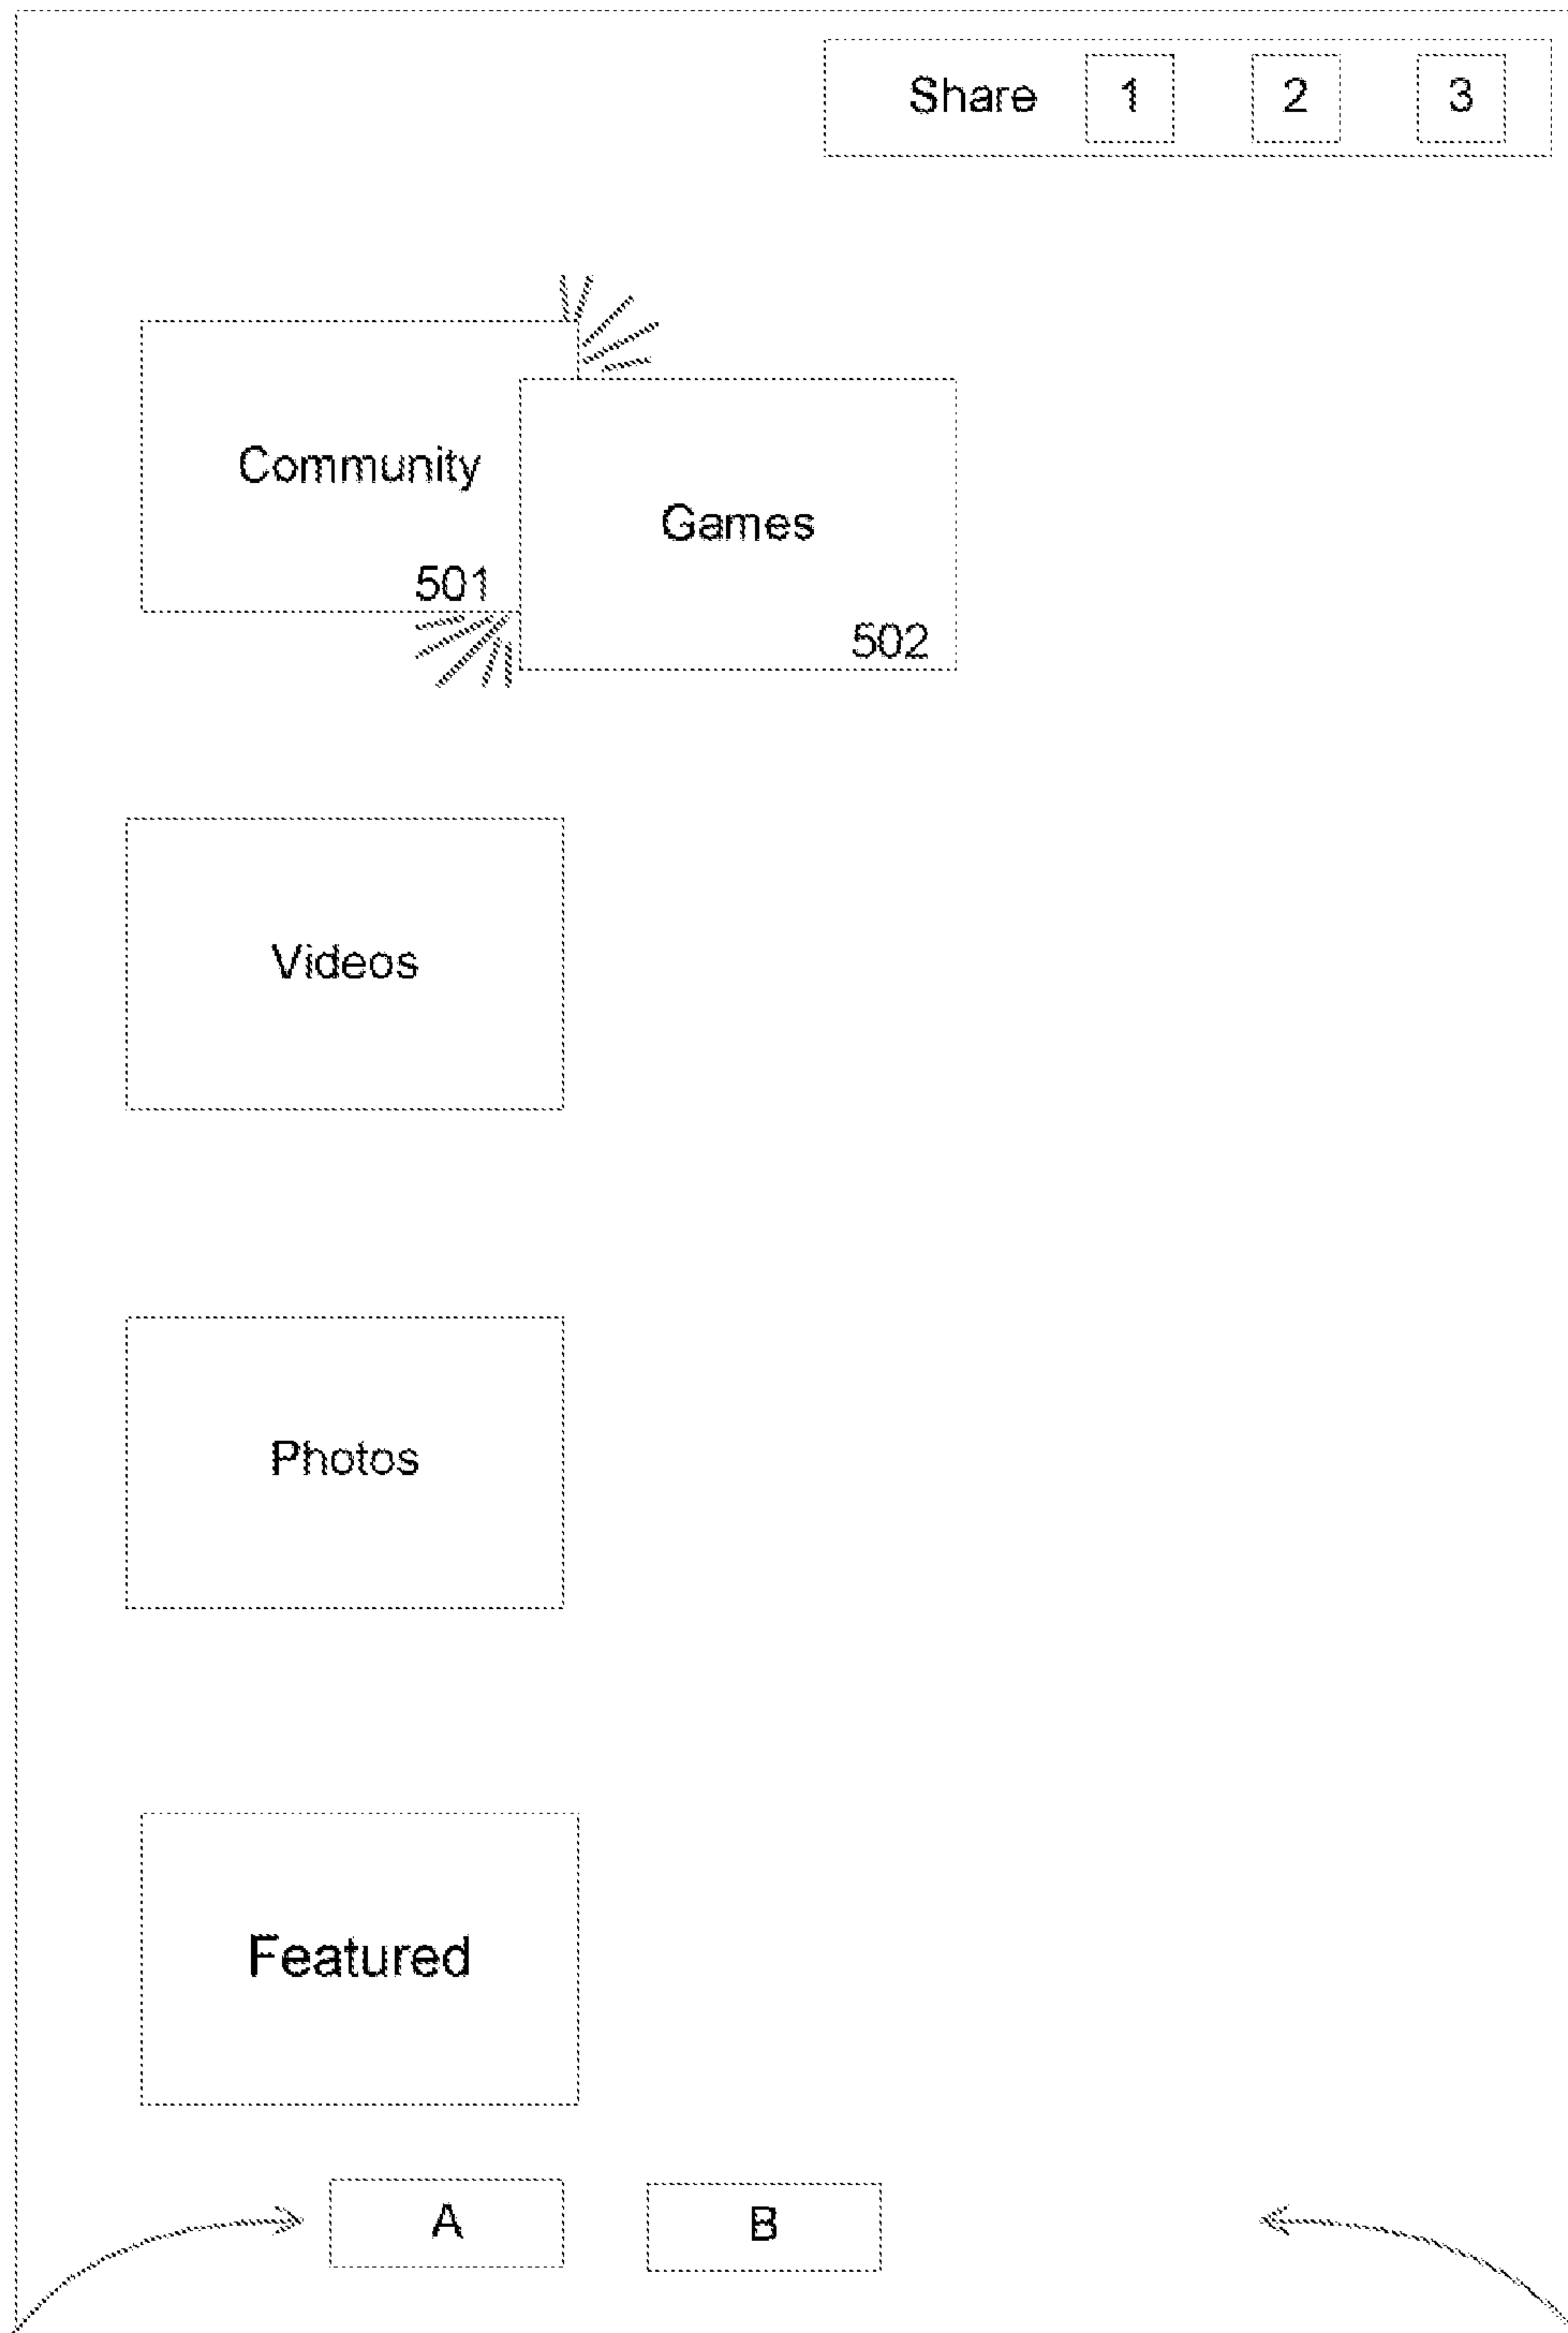 Share 1 2 3
Community
Games
501
502
Videos
Photos
Featured
A B